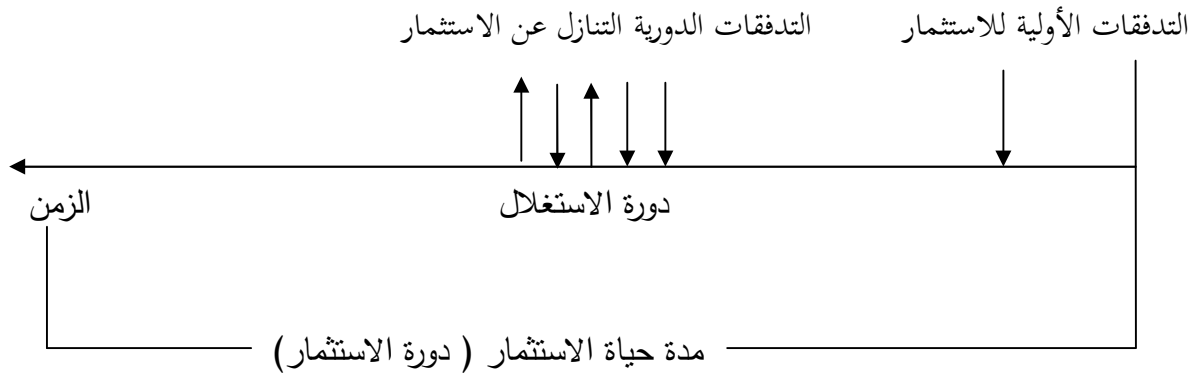 التدفقات الأولية للاستثمار التدفقات الدورية التنازل عن الاستثمار
دورة الاستغلال الزمن
مدة حياة الاستثمار ( دورة الاستثمار)